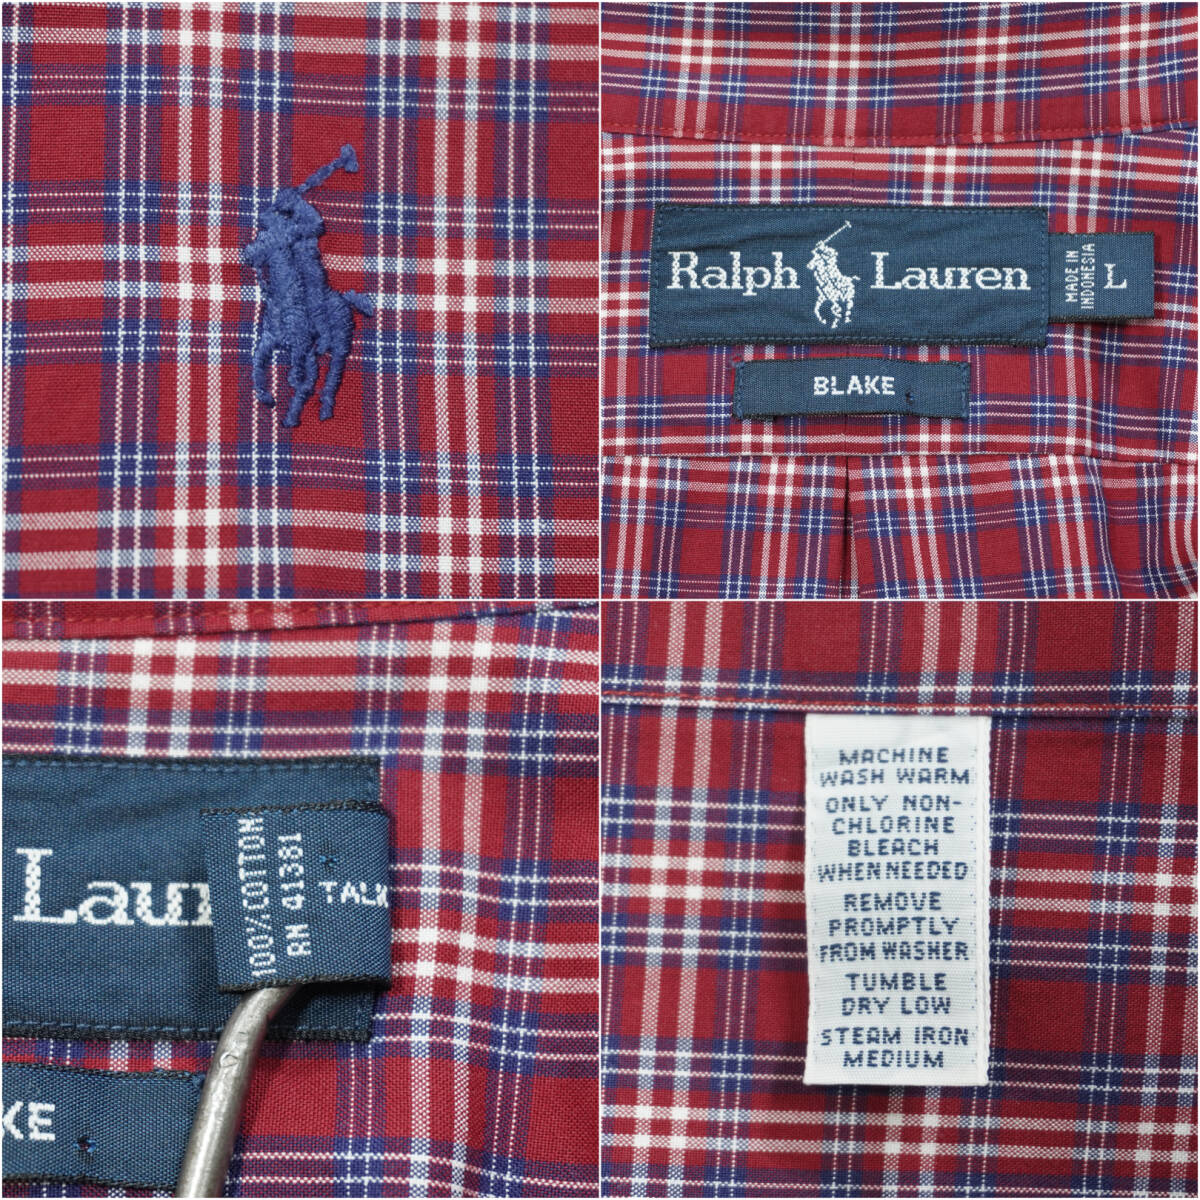 Ralph Lauren
MADE IN
INDONESIA
L
BLAKE
Laur
100% COTTON
RN 41381
TALK
KE
MACHINE
WASH WARM
ONLY NON-
CHLORINE
BLEACH
WHEN NEEDED
REMOVE
PROMPTLY
FROM WASHER
TUMBLE
DRY LOW
STEAM IRON
MEDIUM